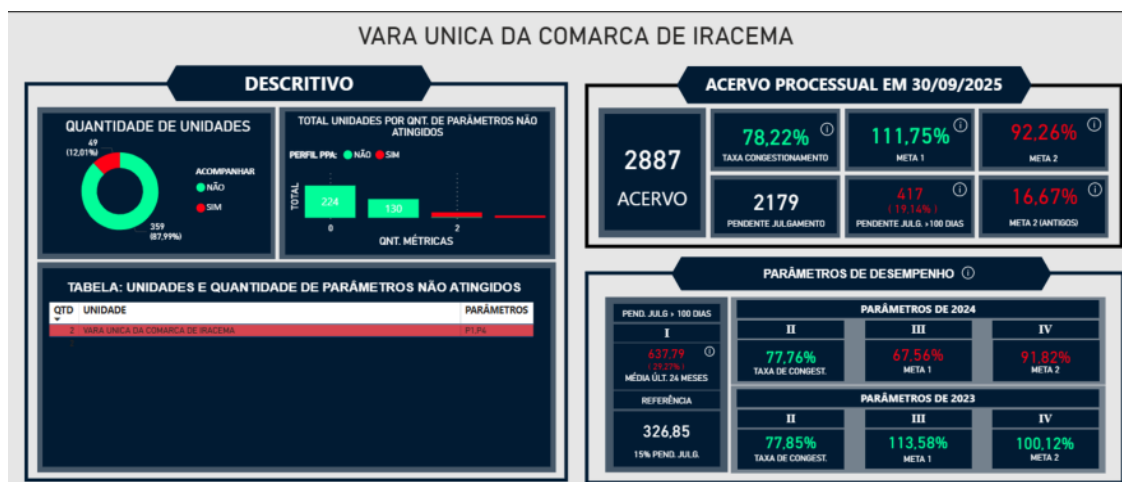 VARA UNICA DA COMARCA DE IRACEMA
DESCRITIVO
QUANTIDADE DE UNIDADES
49
(12,01%)
ACOMPANHAR
NÃO
SIM
359
(87,99%)
TOTAL UNIDADES POR QNT. DE PARÂMETROS NÃO
ATINGIDOS
PERFIL PPA: NÃO SIM
TOTAL
224
130
0 2
QNT. MÉTRICAS
TABELA: UNIDADES E QUANTIDADE DE PARÂMETROS NÃO ATINGIDOS
QTD UNIDADE PARÂMETROS
2 VARA UNICA DA COMARCA DE IRACEMA P1,P4
2
ACERVO PROCESSUAL EM 30/09/2025
2887
ACERVO
78,22%
TAXA CONGESTIONAMENTO
111,75%
META 1
92,26%
META 2
2179
PENDENTE JULGAMENTO
417
(19,14%)
PENDENTE JULG. >100 DIAS
16,67%
META 2 (ANTIGOS)
PARÂMETROS DE DESEMPENHO
PEND. JULG > 100 DIAS
I
637,79
(29,27%)
MÉDIA ÚLT. 24 MESES
REFERÊNCIA
326,85
15% PEND. JULG.
PARÂMETROS DE 2024
II III IV
77,76% 67,56% 91,82%
TAXA DE CONGEST. META 1 META 2
PARÂMETROS DE 2023
II III IV
77,85% 113,58% 100,12%
TAXA DE CONGEST. META 1 META 2